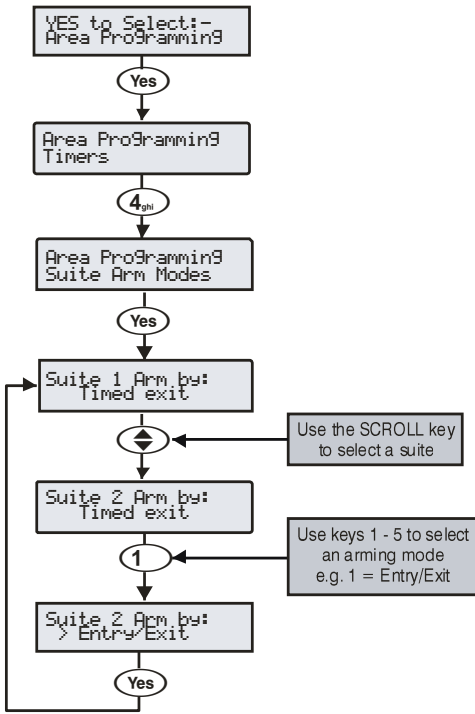 YES to Select:-
Area Programming
Yes
Area Programming
Timers
4ghi
Area Programming
Suite Arm Modes
Yes
Suite 1 Arm by:
Timed exit
Use the SCROLL key
to select a suite
Suite 2 Arm by:
Timed exit
1
Use keys 1 - 5 to select
an arming mode
e.g. 1 = Entry/Exit
Suite 2 Arm by:
> Entry/Exit
Yes